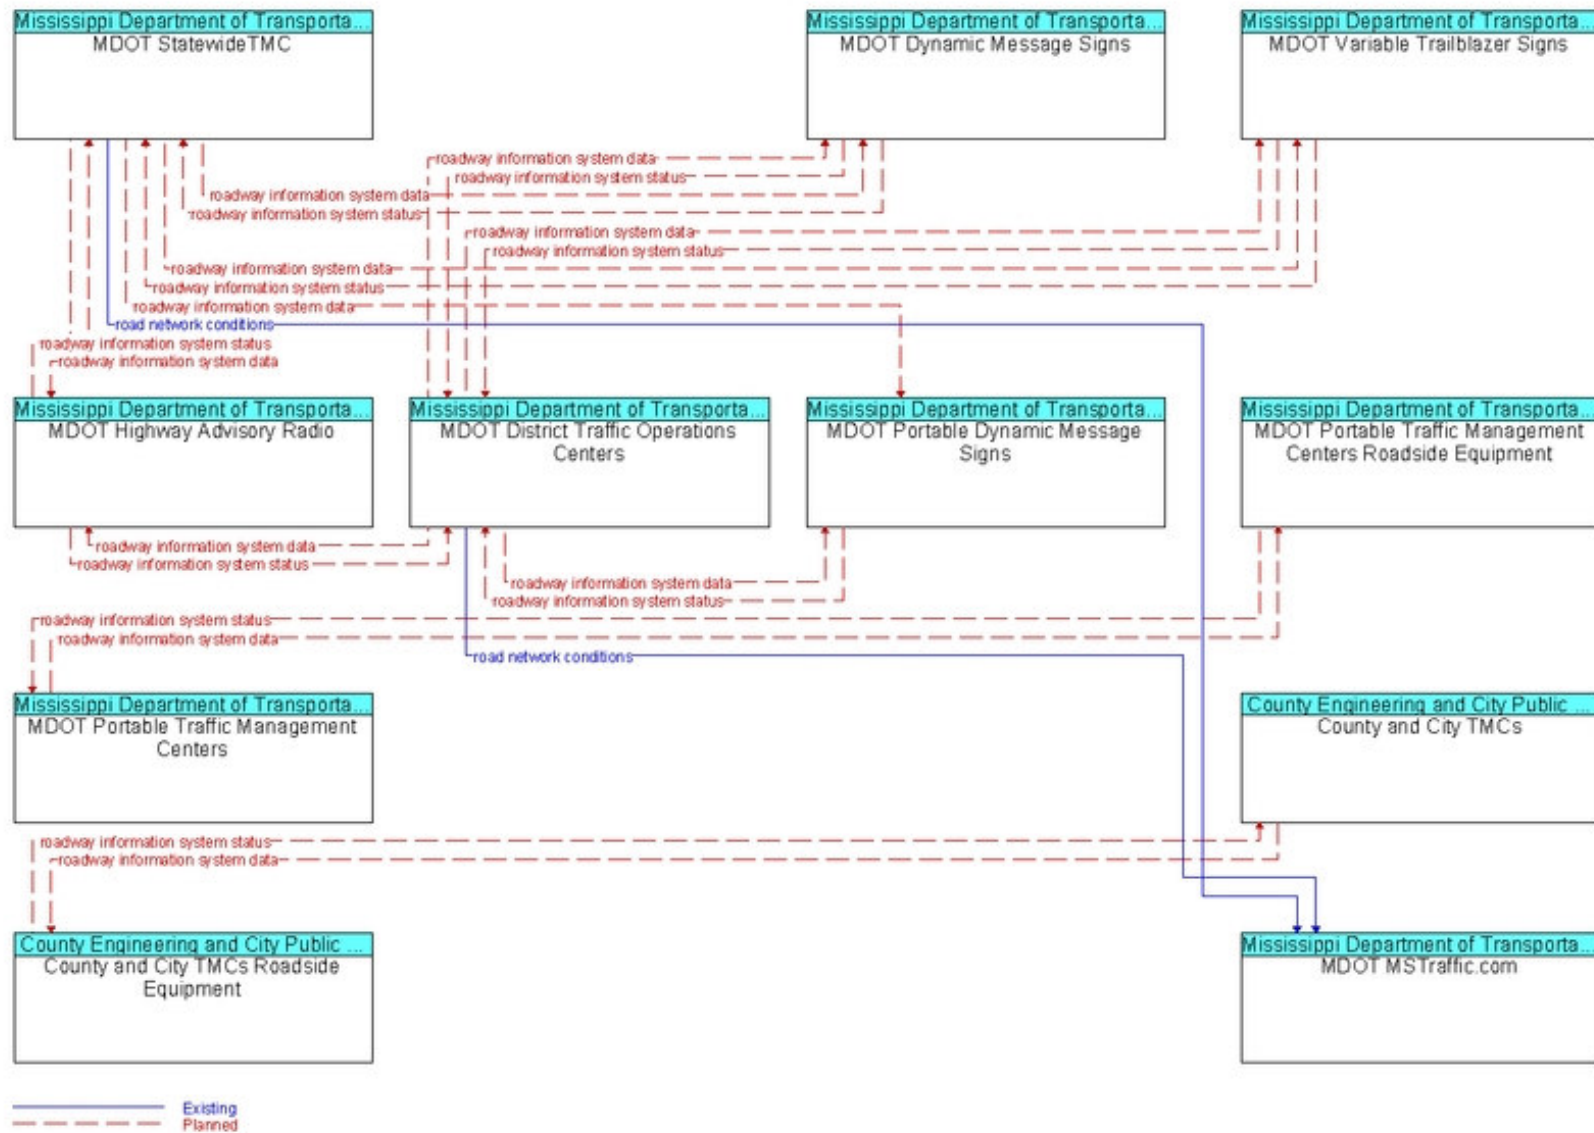 Mississippi Department of Transporta...
MDOT StatewideTMC
Mississippi Department of Transporta...
MDOT Dynamic Message Signs
Mississippi Department of Transporta...
MDOT Variable Trailblazer Signs
roadway information system data
roadway information system status
roadway information system data
roadway information system status
roadway information system data
roadway information system status
roadway information system data
roadway information system status
roadway information system data
road network conditions
roadway information system status
roadway information system data
Mississippi Department of Transporta...
MDOT Highway Advisory Radio
Mississippi Department of Transporta...
MDOT District Traffic Operations
Centers
Mississippi Department of Transporta...
MDOT Portable Dynamic Message
Signs
Mississippi Department of Transporta...
MDOT Portable Traffic Management
Centers Roadside Equipment
roadway information system data
roadway information system status
roadway information system data
roadway information system status
roadway information system status
roadway information system data
road network conditions
Mississippi Department of Transporta...
MDOT Portable Traffic Management
Centers
County Engineering and City Public ...
County and City TMCs
roadway information system status
roadway information system data
County Engineering and City Public ...
County and City TMCs Roadside
Equipment
Mississippi Department of Transporta...
MDOT MSTraffic.com
Existing
Planned